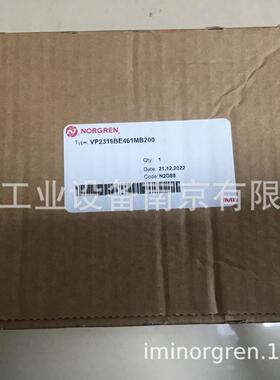 NORGREN
Type: VP2316BE461MB200
Qty: 1
Date: 21.12.2022
Code: N2D88
IMI
工业设备南京有限
iminorgren.1